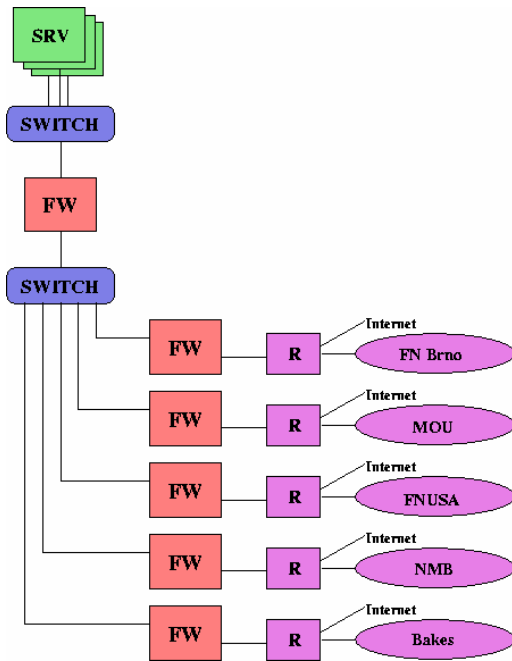 SRV
SWITCH
FW
SWITCH
Internet
FW
R
FN Brno
Internet
FW
R
MOU
Internet
FW
R
FNUSA
Internet
FW
R
NMB
Internet
FW
R
Bakes